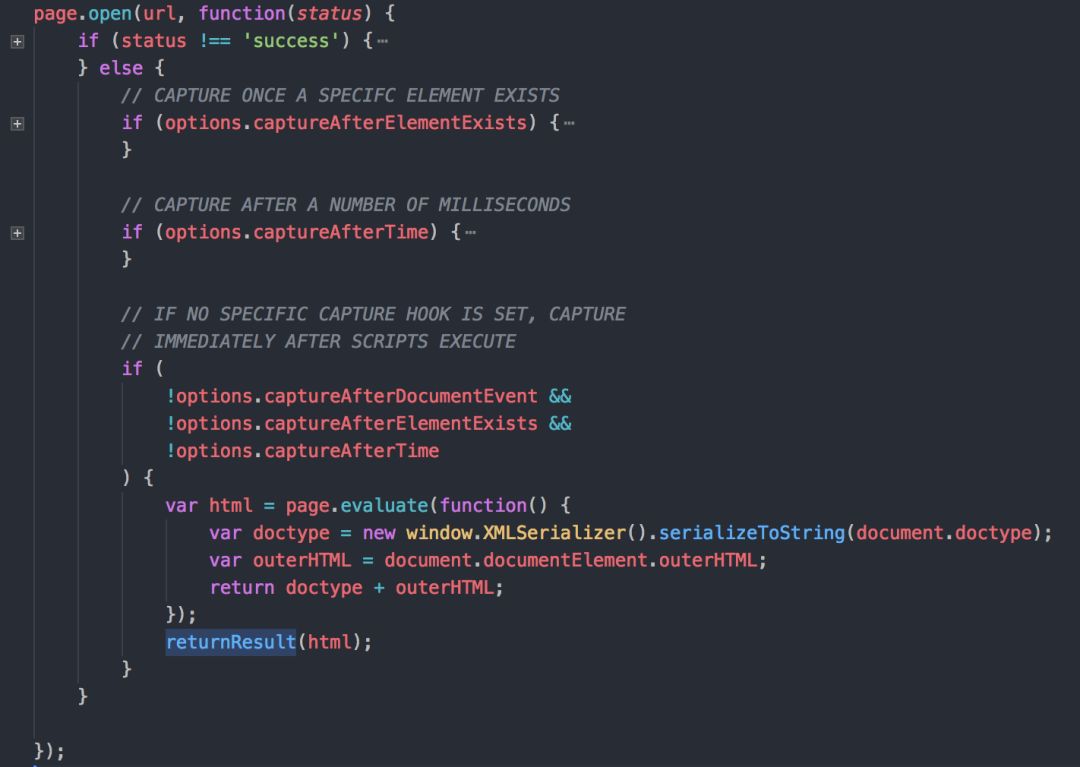 page.open(url, function(status) {
    if (status !== 'success') {⋯
    } else {
        // CAPTURE ONCE A SPECIFC ELEMENT EXISTS
        if (options.captureAfterElementExists) {⋯
        }

        // CAPTURE AFTER A NUMBER OF MILLISECONDS
        if (options.captureAfterTime) {⋯
        }

        // IF NO SPECIFIC CAPTURE HOOK IS SET, CAPTURE
        // IMMEDIATELY AFTER SCRIPTS EXECUTE
        if (
            !options.captureAfterDocumentEvent &&
            !options.captureAfterElementExists &&
            !options.captureAfterTime
        ) {
            var html = page.evaluate(function() {
                var doctype = new window.XMLSerializer().serializeToString(document.doctype);
                var outerHTML = document.documentElement.outerHTML;
                return doctype + outerHTML;
            });
            returnResult(html);
        }
    }

});